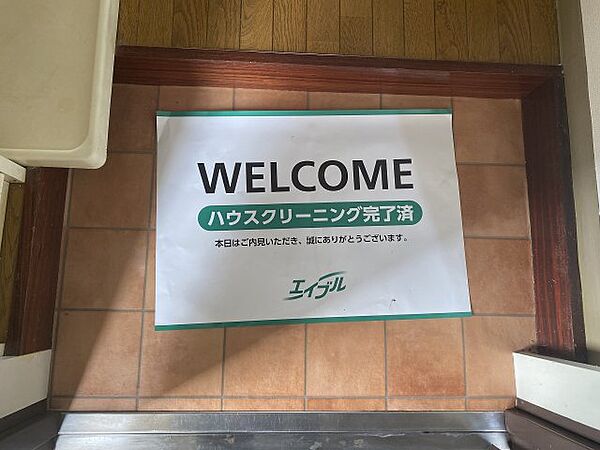 WELCOME
ハウスクリーニング完了済
本日はご内見いただき、誠にありがとうございます。
エイブル